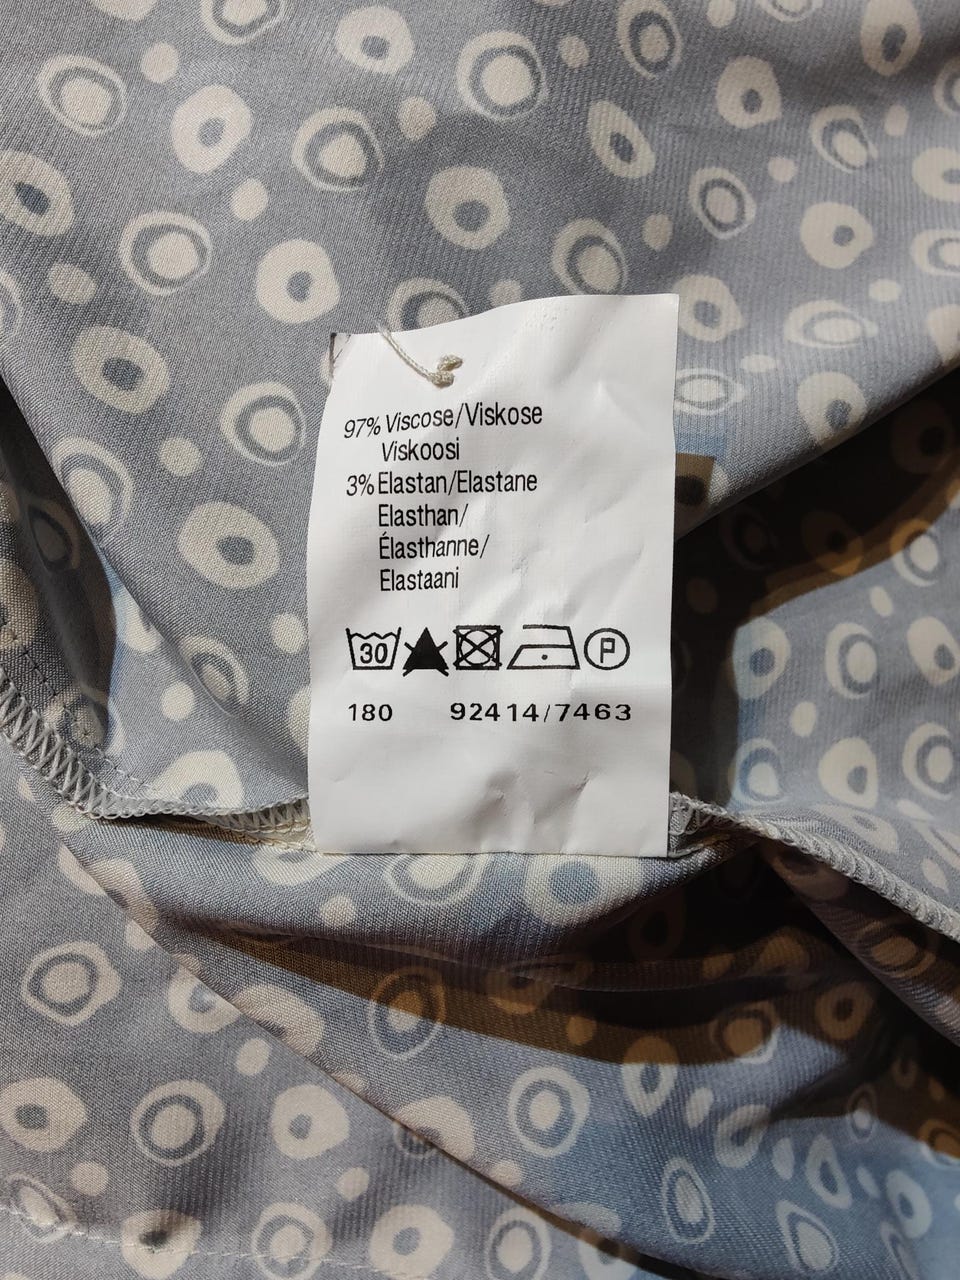 97% Viscose/Viskose
Viskoosi
3% Elastan/Elastane
Elasthan/
Élasthanne/
Elastaani
30 P
180 92414/7463